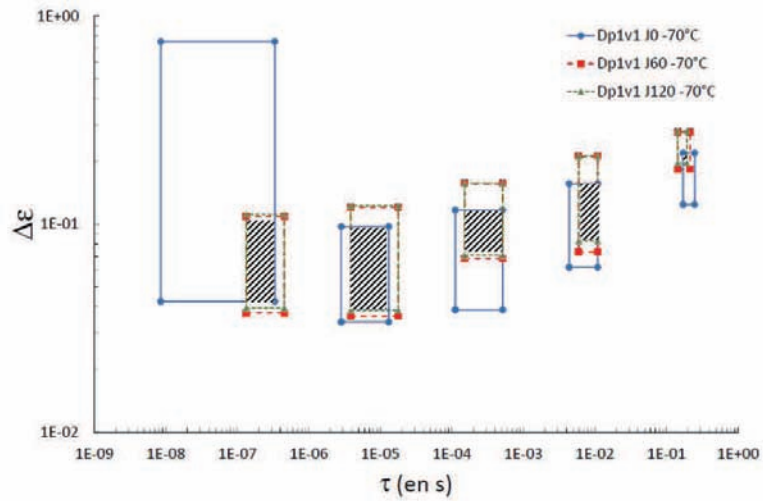 1E+00
Dp1v1 J0 -70°C
Dp1v1 J60 -70°C
Dp1v1 J120 -70°C
Δε
1E-01
1E-02
1E-09 1E-08 1E-07 1E-06 1E-05 1E-04 1E-03 1E-02 1E-01 1E+00
τ (en s)